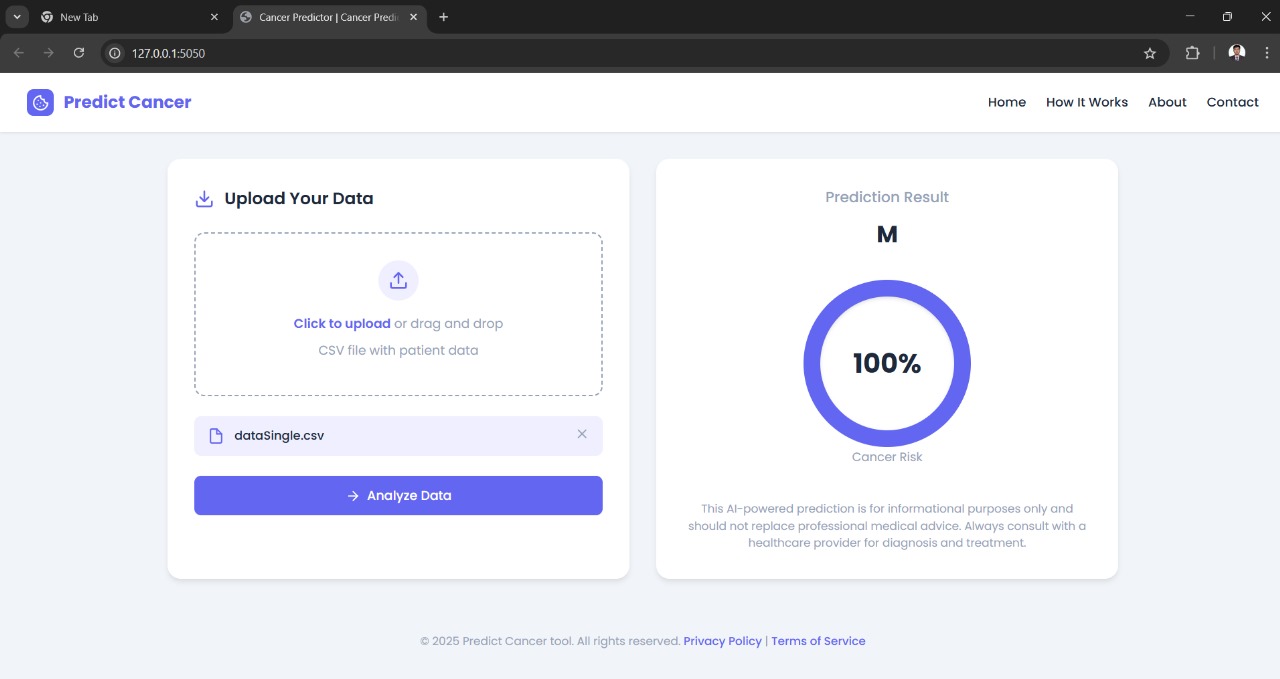 New Tab
Cancer Predictor | Cancer Predic
127.0.0.1:5050
Predict Cancer
Home How It Works About Contact
Upload Your Data
Click to upload or drag and drop
CSV file with patient data
dataSingle.csv
Analyze Data
Prediction Result
M
100%
Cancer Risk
This AI-powered prediction is for informational purposes only and
should not replace professional medical advice. Always consult with a
healthcare provider for diagnosis and treatment.
© 2025 Predict Cancer tool. All rights reserved. Privacy Policy | Terms of Service